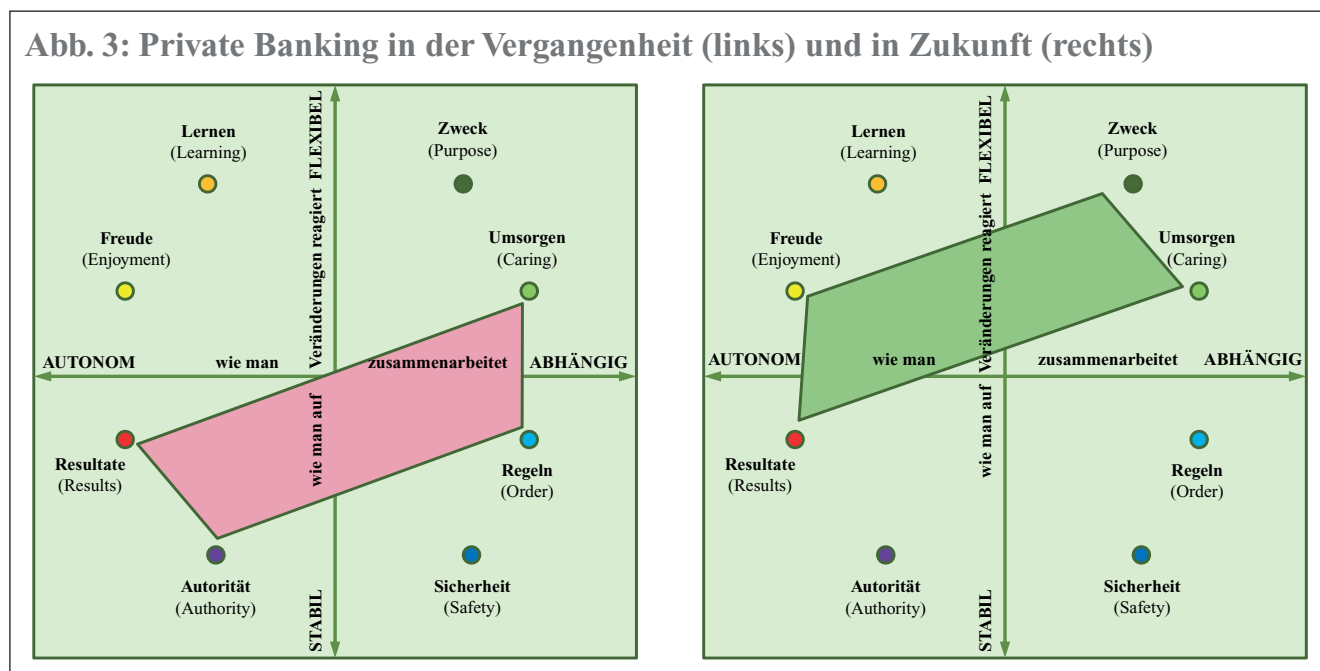 Abb. 3: Private Banking in der Vergangenheit (links) und in Zukunft (rechts)
Lernen
(Learning)
Zweck
(Purpose)
Freude
(Enjoyment)
Umsorgen
(Caring)
AUTONOM
wie man
zusammenarbeitet
ABHÄNGIG
Resultate
(Results)
Regeln
(Order)
Autorität
(Authority)
Sicherheit
(Safety)
STABIL
wie man auf
Veränderungen reagiert
FLEXIBEL
Lernen
(Learning)
Zweck
(Purpose)
Freude
(Enjoyment)
Umsorgen
(Caring)
AUTONOM
wie man
zusammenarbeitet
ABHÄNGIG
Resultate
(Results)
Regeln
(Order)
Autorität
(Authority)
Sicherheit
(Safety)
STABIL
wie man auf
Veränderungen reagiert
FLEXIBEL